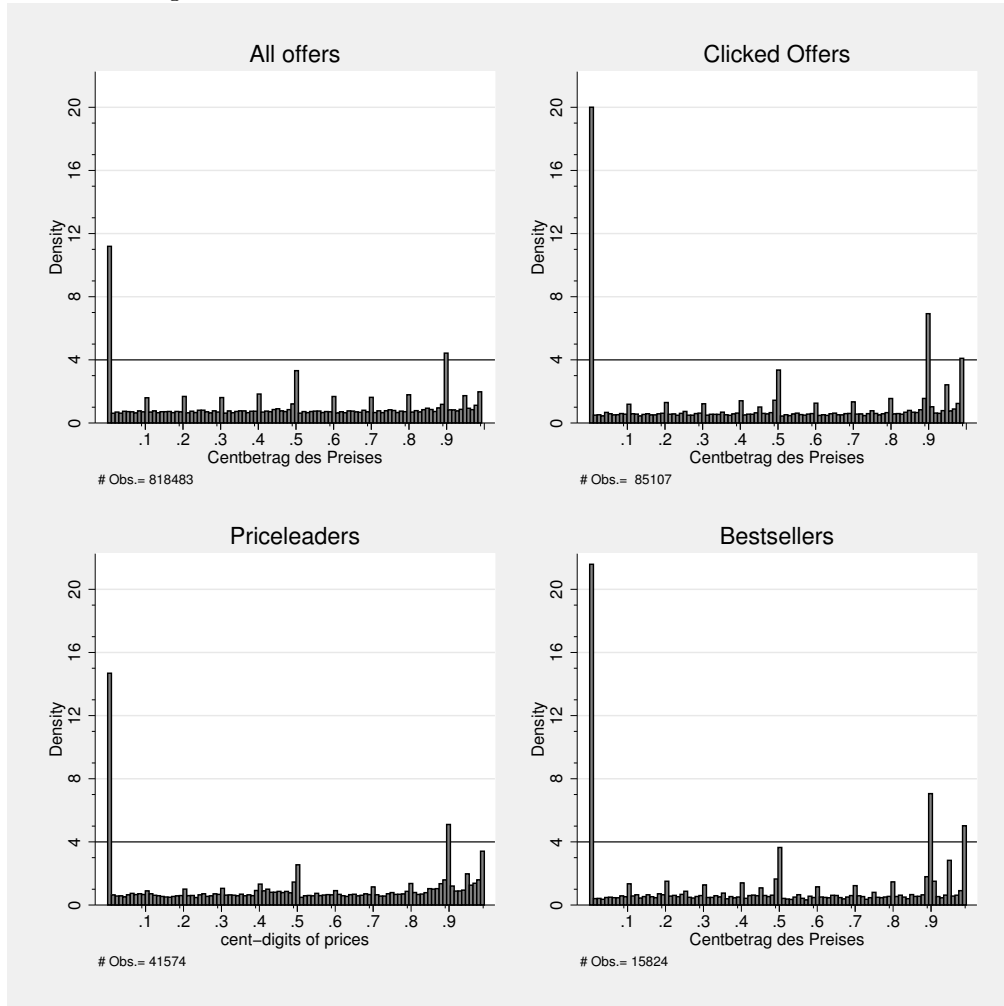 All offers
Density
20
16
12
8
4
0
.1 .2 .3 .4 .5 .6 .7 .8 .9
Centbetrag des Preises
# Obs.= 818483
Clicked Offers
Density
20
16
12
8
4
0
.1 .2 .3 .4 .5 .6 .7 .8 .9
Centbetrag des Preises
# Obs.= 85107
Priceleaders
Density
20
16
12
8
4
0
.1 .2 .3 .4 .5 .6 .7 .8 .9
cent−digits of prices
# Obs.= 41574
Bestsellers
Density
20
16
12
8
4
0
.1 .2 .3 .4 .5 .6 .7 .8 .9
Centbetrag des Preises
# Obs.= 15824